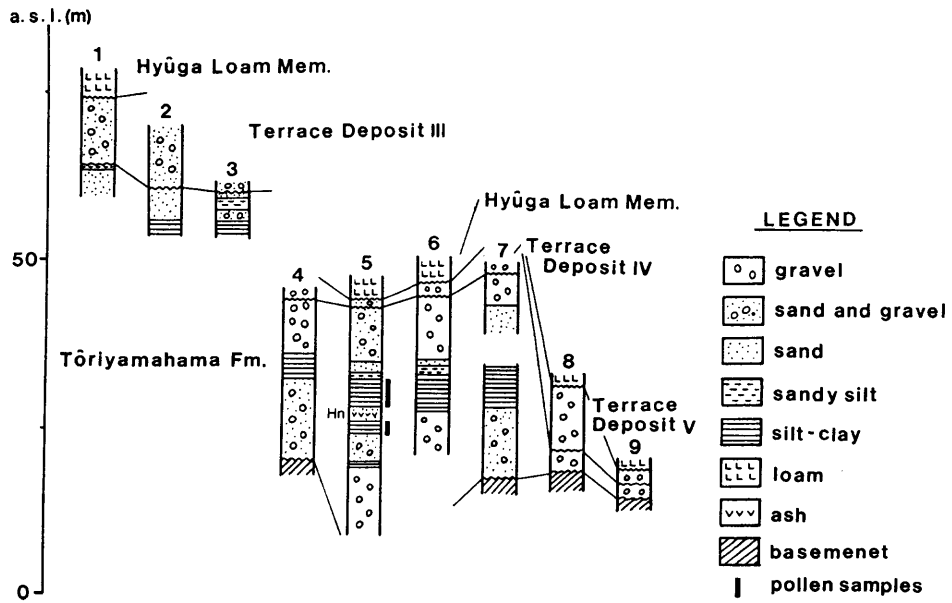 a. s. l. (m)
1
Hyûga Loam Mem.
2
Terrace Deposit III
3
Hyûga Loam Mem.
LEGEND
50
4
5
6
7
Terrace
Deposit IV
gravel
sand and gravel
Tôriyamahama Fm.
sand
8
sandy silt
Hn
Terrace
Deposit V
silt-clay
9
loam
ash
basemenet
pollen samples
0